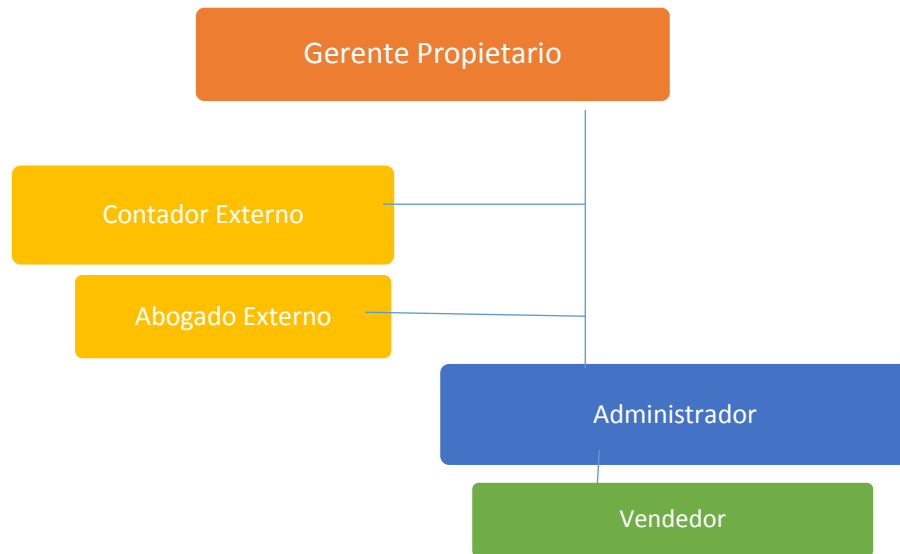 Gerente Propietario
Contador Externo
Abogado Externo
Administrador
Vendedor